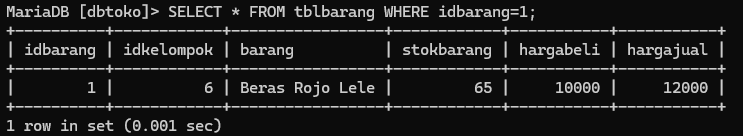 MariaDB [dbtoko]> SELECT * FROM tblbarang WHERE idbarang=1;
+----------+------------+-----------------+------------+-----------+-----------+
| idbarang | idkelompok | barang          | stokbarang | hargabeli | hargajual |
+----------+------------+-----------------+------------+-----------+-----------+
|        1 |          6 | Beras Rojo Lele |         65 |     10000 |     12000 |
+----------+------------+-----------------+------------+-----------+-----------+
1 row in set (0.001 sec)